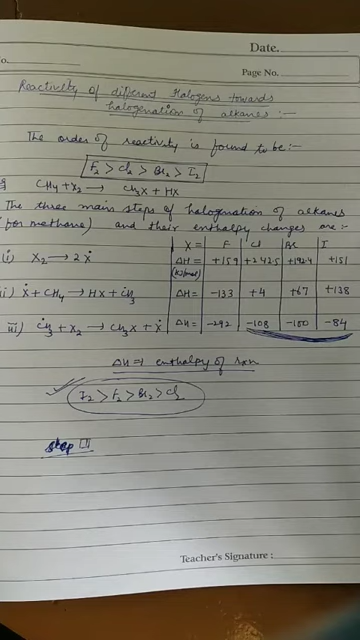 Date.
o.
Page No.
Reactivity of different Halogens towards
halogenation of alkanes :-
The order of reactivity is found to be:-
F₂ > Cl₂ > Br₂ > I₂
CH₄ + X₂ → CH₃X + HX
The three main steps of halogenation of alkanes
(for methane) and their enthalpy changes are :-
X = F Cl Br I
(i) X₂ → 2 Ẋ ΔH = (KJ/mol) +159 +242.5 +192.4 +151
ii) Ẋ + CH₄ → HX + ĊH₃ ΔH = -133 +4 +67 +138
iii) ĊH₃ + X₂ → CH₃X + Ẋ ΔH = -292 -108 -100 -84
ΔH = enthalpy of rxn
I₂ > F₂ > Br₂ > Cl₂
step
Teacher's Signature :